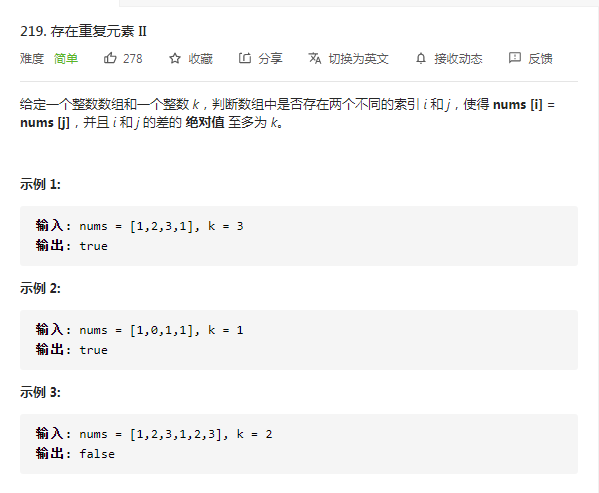 219. 存在重复元素 II
难度 简单 278 收藏 分享 切换为英文 接收动态 反馈
给定一个整数数组和一个整数 k，判断数组中是否存在两个不同的索引 i 和 j，使得 nums [i] =
nums [j]，并且 i 和 j 的差的 绝对值 至多为 k。
示例 1:
输入: nums = [1,2,3,1], k = 3
输出: true
示例 2:
输入: nums = [1,0,1,1], k = 1
输出: true
示例 3:
输入: nums = [1,2,3,1,2,3], k = 2
输出: false